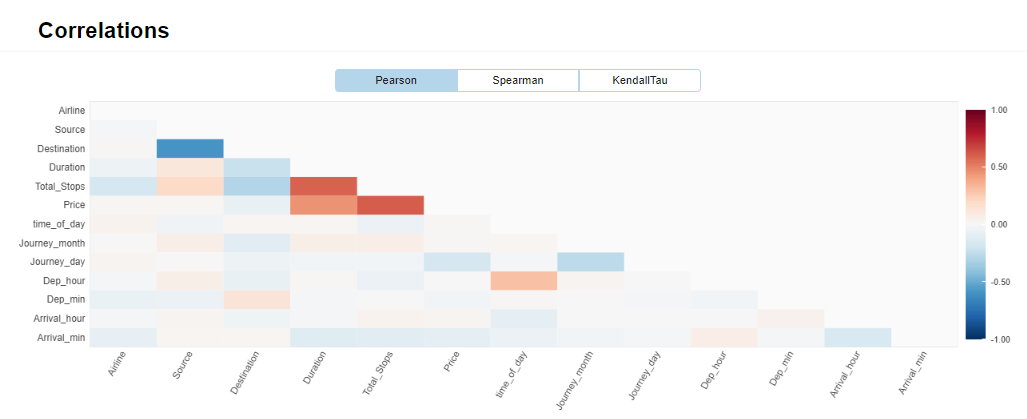 Correlations
Pearson Spearman KendallTau
Airline
Source
Destination
Duration
Total_Stops
Price
time_of_day
Journey_month
Journey_day
Dep_hour
Dep_min
Arrival_hour
Arrival_min
Airline Source Destination Duration Total_Stops Price time_of_day Journey_month Journey_day Dep_hour Dep_min Arrival_hour Arrival_min
1.00
0.50
0.00
-0.50
-1.00